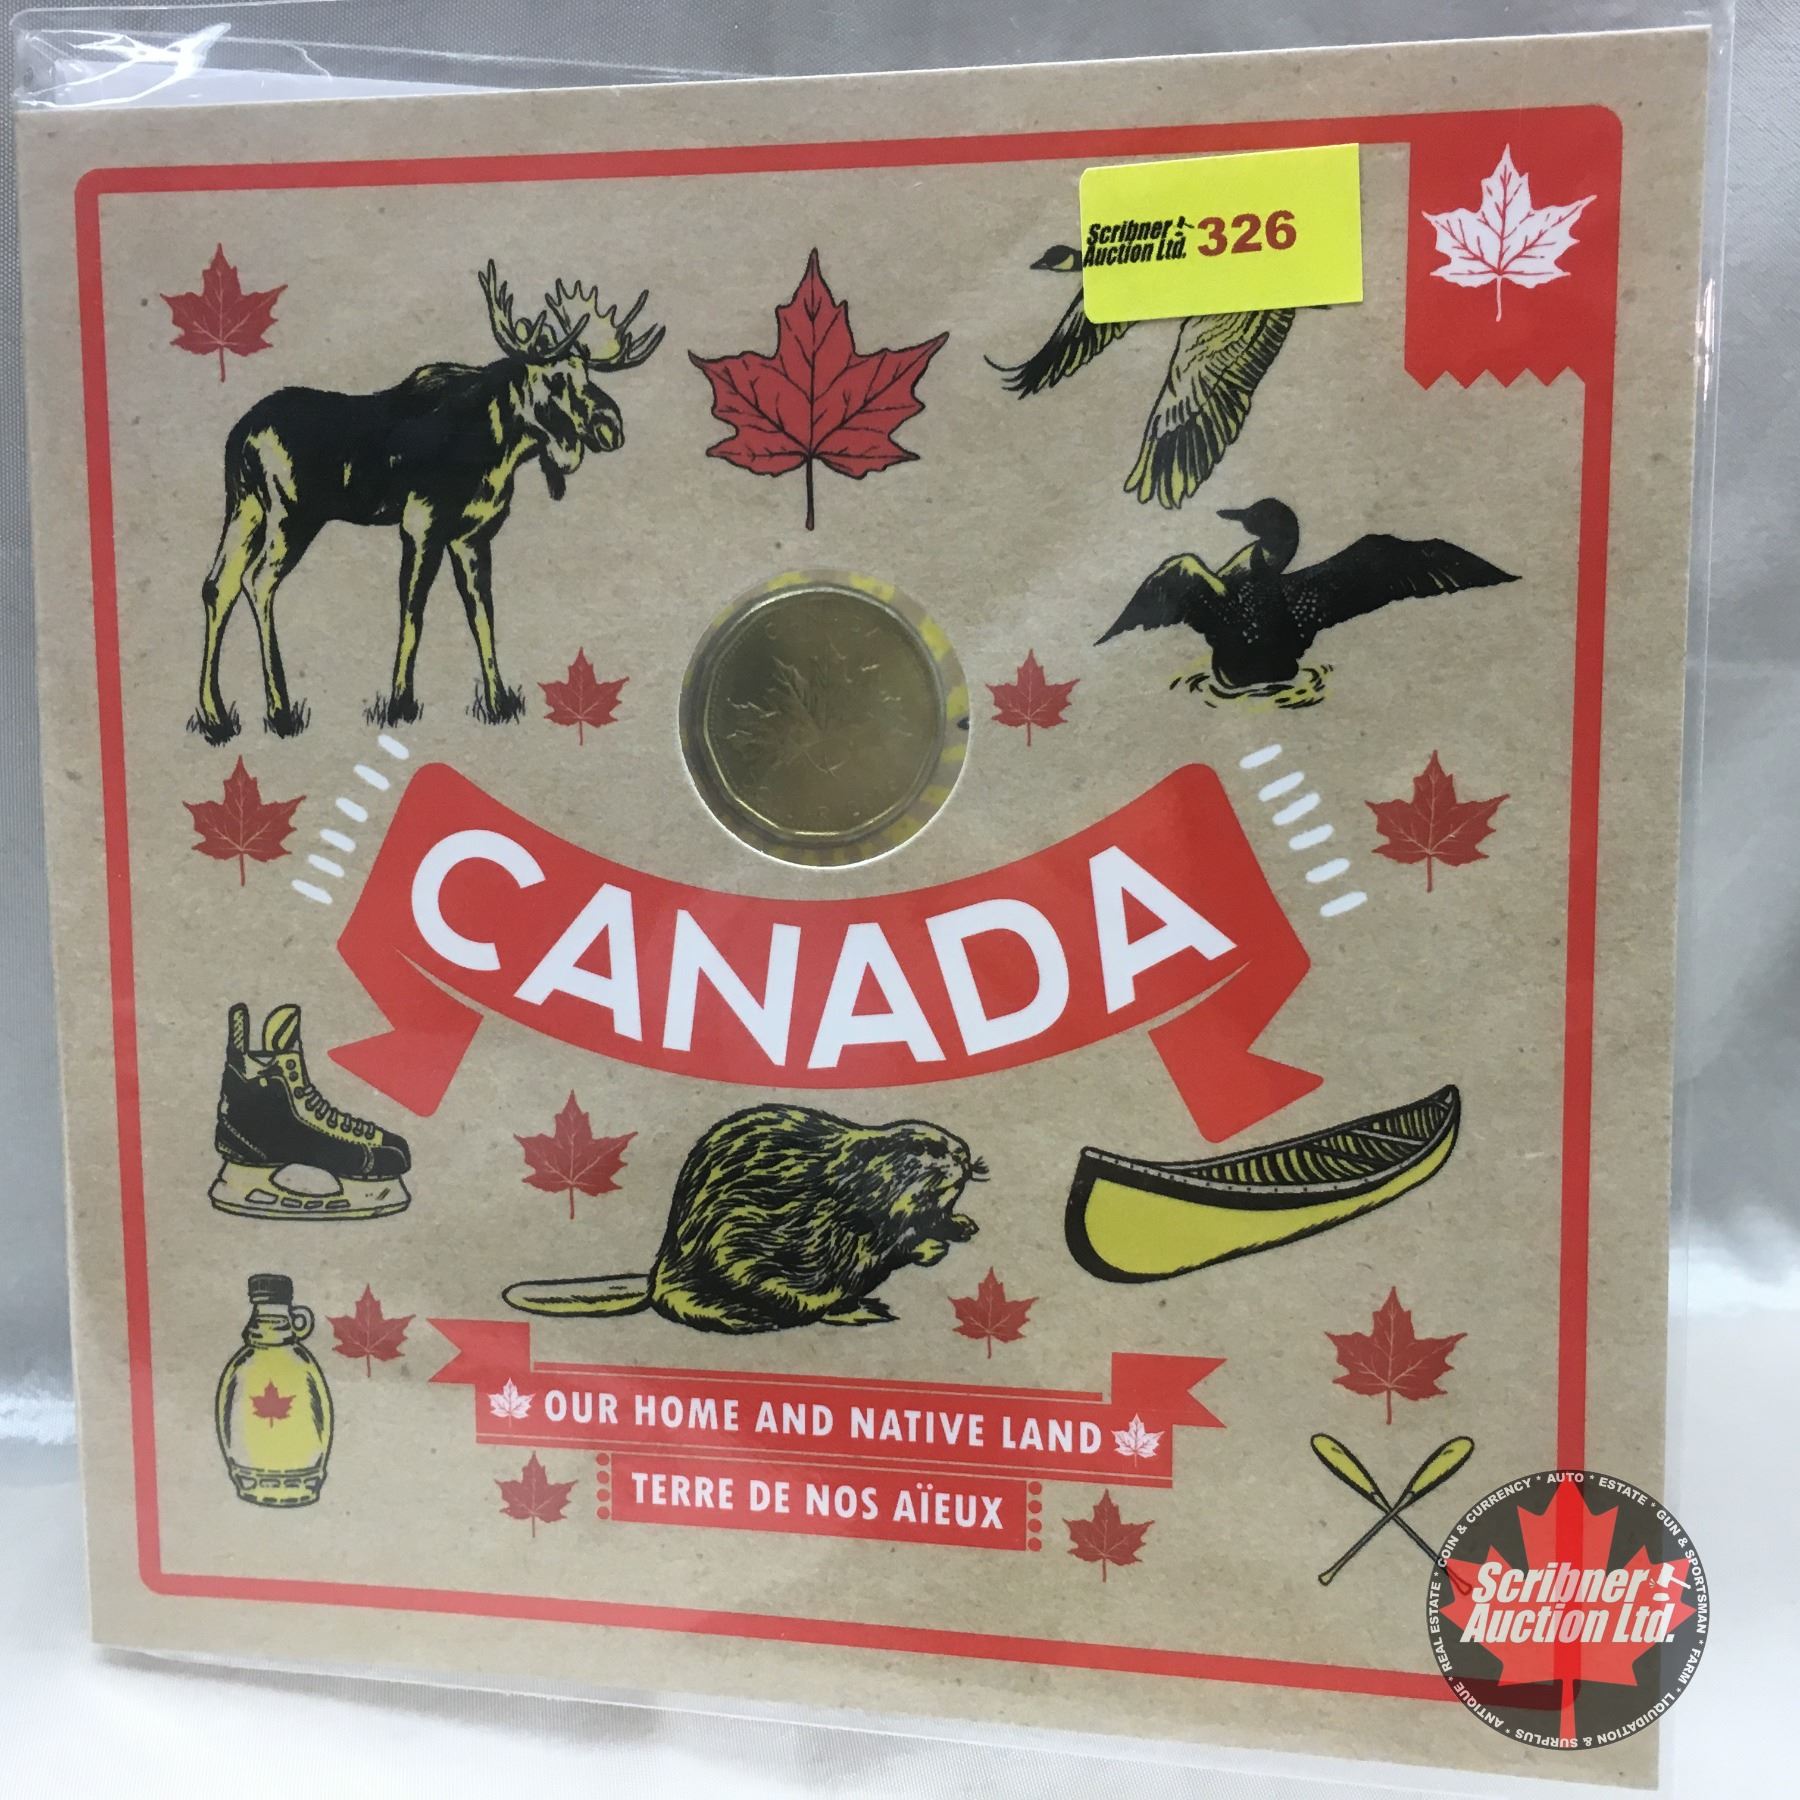 Scribner
Auction Ltd.
326
CANADA
OUR HOME AND NATIVE LAND
TERRE DE NOS AÏEUX
ANTIQUE * REAL ESTATE * COIN & CURRENCY * AUTO * ESTATE * GUN & SPORTSMAN * FARM * LIQUIDATION & SURPLUS *
Scribner
Auction Ltd.